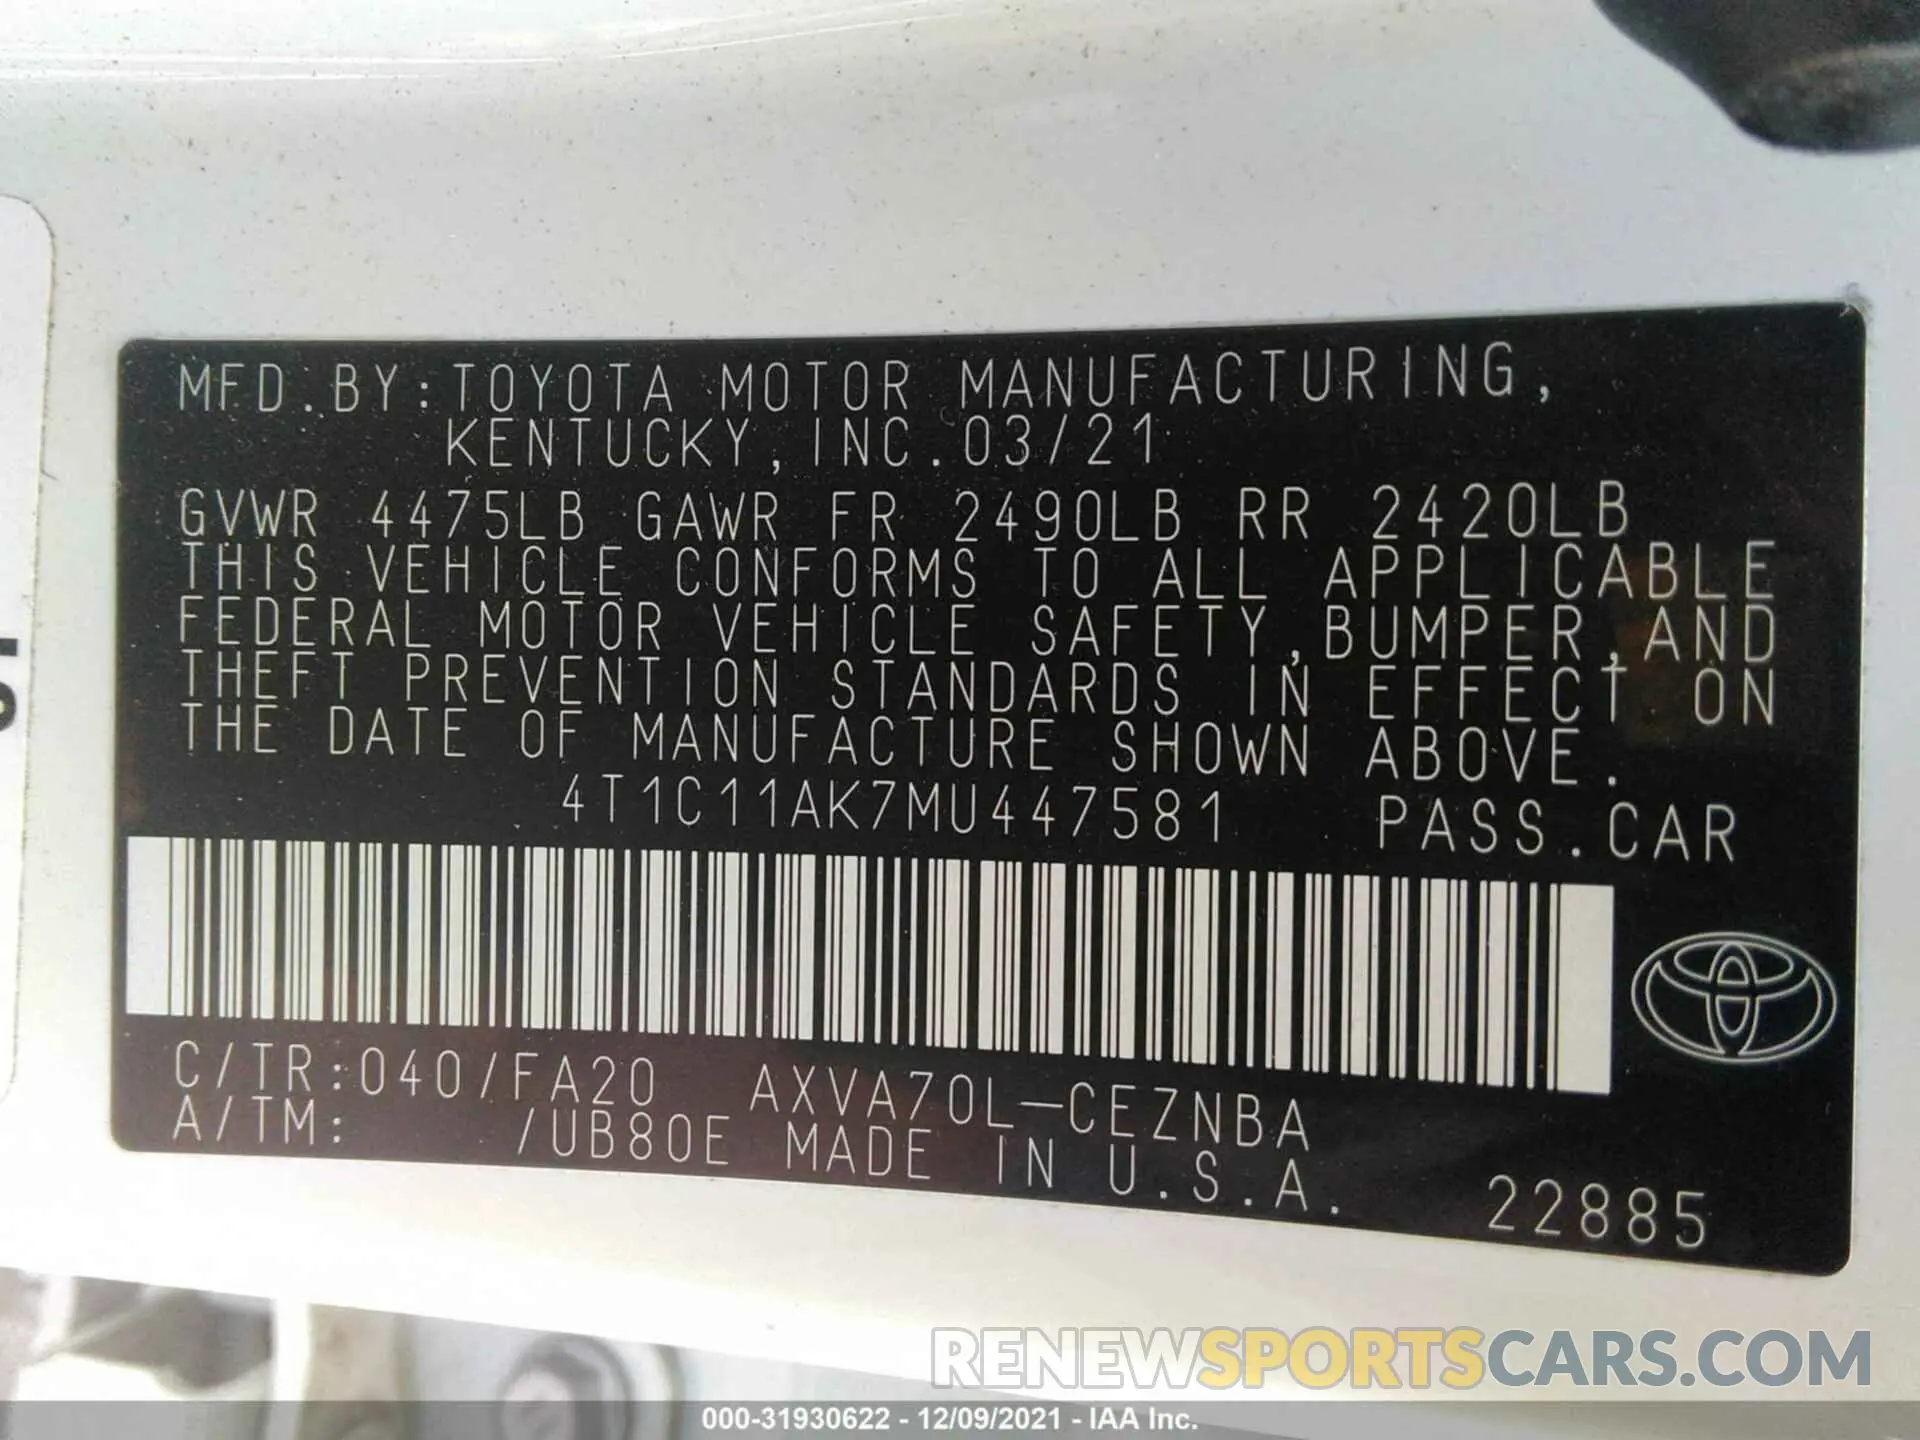 MFD.BY:TOYOTA MOTOR MANUFACTURING,
KENTUCKY,INC.03/21
GVWR 4475LB GAWR FR 2490LB RR 2420LB
THIS VEHICLE CONFORMS TO ALL APPLICABLE
FEDERAL MOTOR VEHICLE SAFETY,BUMPER,AND
THEFT PREVENTION STANDARDS IN EFFECT ON
THE DATE OF MANUFACTURE SHOWN ABOVE.
4T1C11AK7MU447581 PASS.CAR
C/TR:040/FA20 AXVA70L-CEZNBA
A/TM: /UB80E MADE IN U.S.A.
22885
RENEWSPORTSCARS.COM
000-31930622 - 12/09/2021 - IAA Inc.